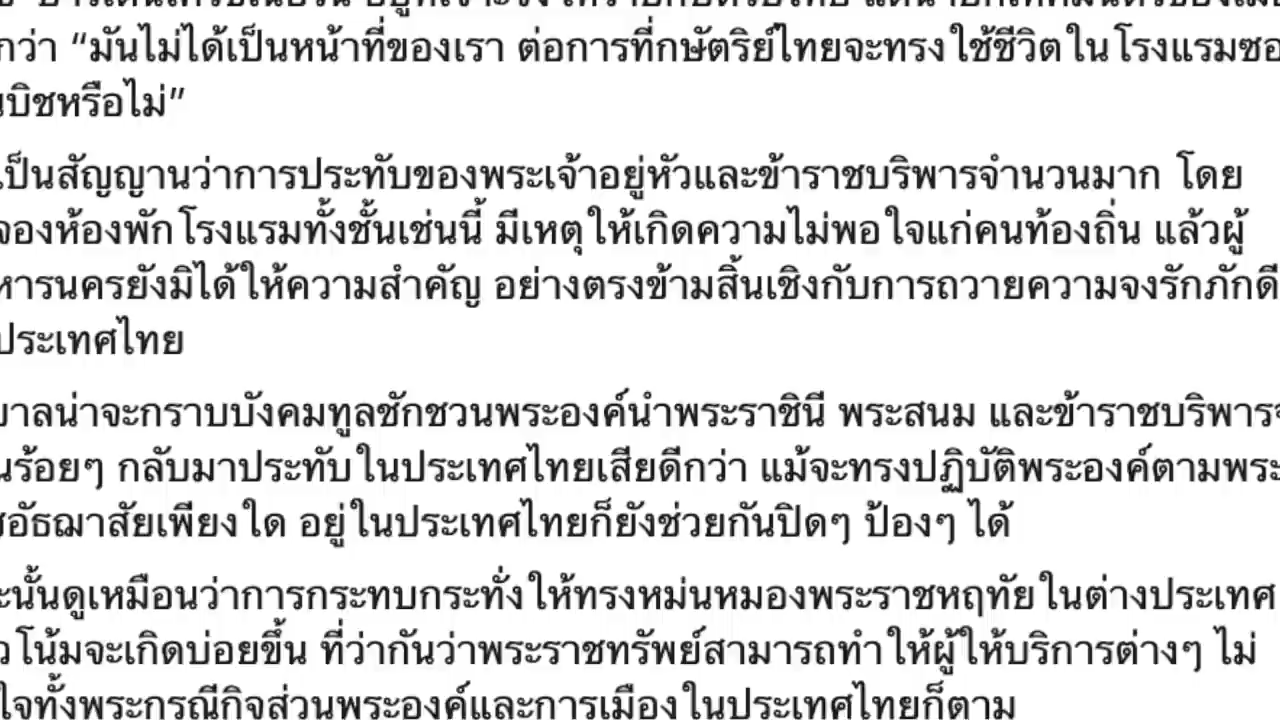 กว่า “มันไม่ได้เป็นหน้าที่ของเรา ต่อการที่กษัตริย์ไทยจะทรงใช้ชีวิตในโรงแรมซอ
บิชหรือไม่”
เป็นสัญญานว่าการประทับของพระเจ้าอยู่หัวและข้าราชบริพารจำนวนมาก โดย
จองห้องพักโรงแรมทั้งชั้นเช่นนี้ มีเหตุให้เกิดความไม่พอใจแก่คนท้องถิ่น แล้วผู้
หารนครยังมิได้ให้ความสำคัญ อย่างตรงข้ามสิ้นเชิงกับการถวายความจงรักภักดี
ประเทศไทย
บาลน่าจะกราบบังคมทูลชักชวนพระองค์นำพระราชินี พระสนม และข้าราชบริพาร
นร้อยๆ กลับมาประทับในประเทศไทยเสียดีกว่า แม้จะทรงปฏิบัติพระองค์ตามพระ
อัธฌาสัยเพียงใด อยู่ในประเทศไทยก็ยังช่วยกันปิดๆ ป้องๆ ได้
ะนั้นดูเหมือนว่าการกระทบกระทั่งให้ทรงหม่นหมองพระราชหฤทัยในต่างประเทศ
วโน้มจะเกิดบ่อยขึ้น ที่ว่ากันว่าพระราชทรัพย์สามารถทำให้ผู้ให้บริการต่างๆ ไม่
ใจทั้งพระกรณีกิจส่วนพระองค์และการเมืองในประเทศไทยก็ตาม